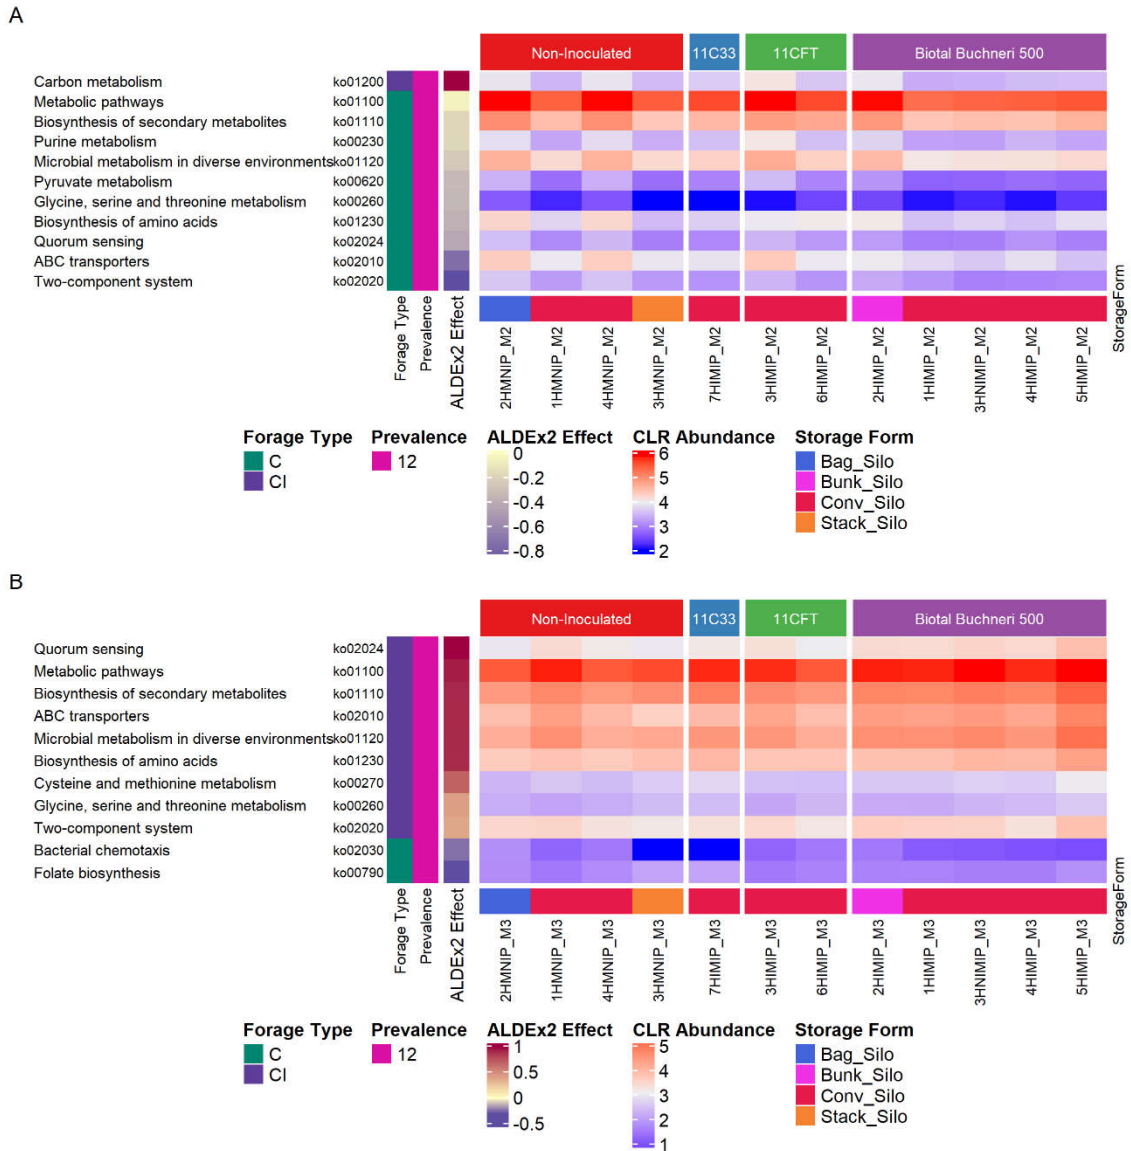 A
Non-Inoculated 11C33 11CFT Biotal Buchneri 500
Carbon metabolism ko01200
Metabolic pathways ko01100
Biosynthesis of secondary metabolites ko01110
Purine metabolism ko00230
Microbial metabolism in diverse environments ko01120
Pyruvate metabolism ko00620
Glycine, serine and threonine metabolism ko00260
Biosynthesis of amino acids ko01230
Quorum sensing ko02024
ABC transporters ko02010
Two-component system ko02020
Forage Type Prevalence ALDEx2 Effect 2HMNIP_M2 1HMNIP_M2 4HMNIP_M2 3HMNIP_M2 7HIMIP_M2 3HIMIP_M2 6HIMIP_M2 2HIMIP_M2 1HIMIP_M2 3HNIMIP_M2 4HIMIP_M2 5HIMIP_M2 StorageForm
Forage Type Prevalence ALDEx2 Effect CLR Abundance Storage Form
C 12 0 6 Bag_Silo
CI -0.2 5 Bunk_Silo
-0.4 4 Conv_Silo
-0.6 3 Stack_Silo
-0.8 2
B
Non-Inoculated 11C33 11CFT Biotal Buchneri 500
Quorum sensing ko02024
Metabolic pathways ko01100
Biosynthesis of secondary metabolites ko01110
ABC transporters ko02010
Microbial metabolism in diverse environments ko01120
Biosynthesis of amino acids ko01230
Cysteine and methionine metabolism ko00270
Glycine, serine and threonine metabolism ko00260
Two-component system ko02020
Bacterial chemotaxis ko02030
Folate biosynthesis ko00790
Forage Type Prevalence ALDEx2 Effect 2HMNIP_M3 1HMNIP_M3 4HMNIP_M3 3HMNIP_M3 7HIMIP_M3 3HIMIP_M3 6HIMIP_M3 2HIMIP_M3 1HIMIP_M3 3HNIMIP_M3 4HIMIP_M3 5HIMIP_M3 StorageForm
Forage Type Prevalence ALDEx2 Effect CLR Abundance Storage Form
C 12 1 5 Bag_Silo
CI 0.5 4 Bunk_Silo
0 3 Conv_Silo
-0.5 2 Stack_Silo
1